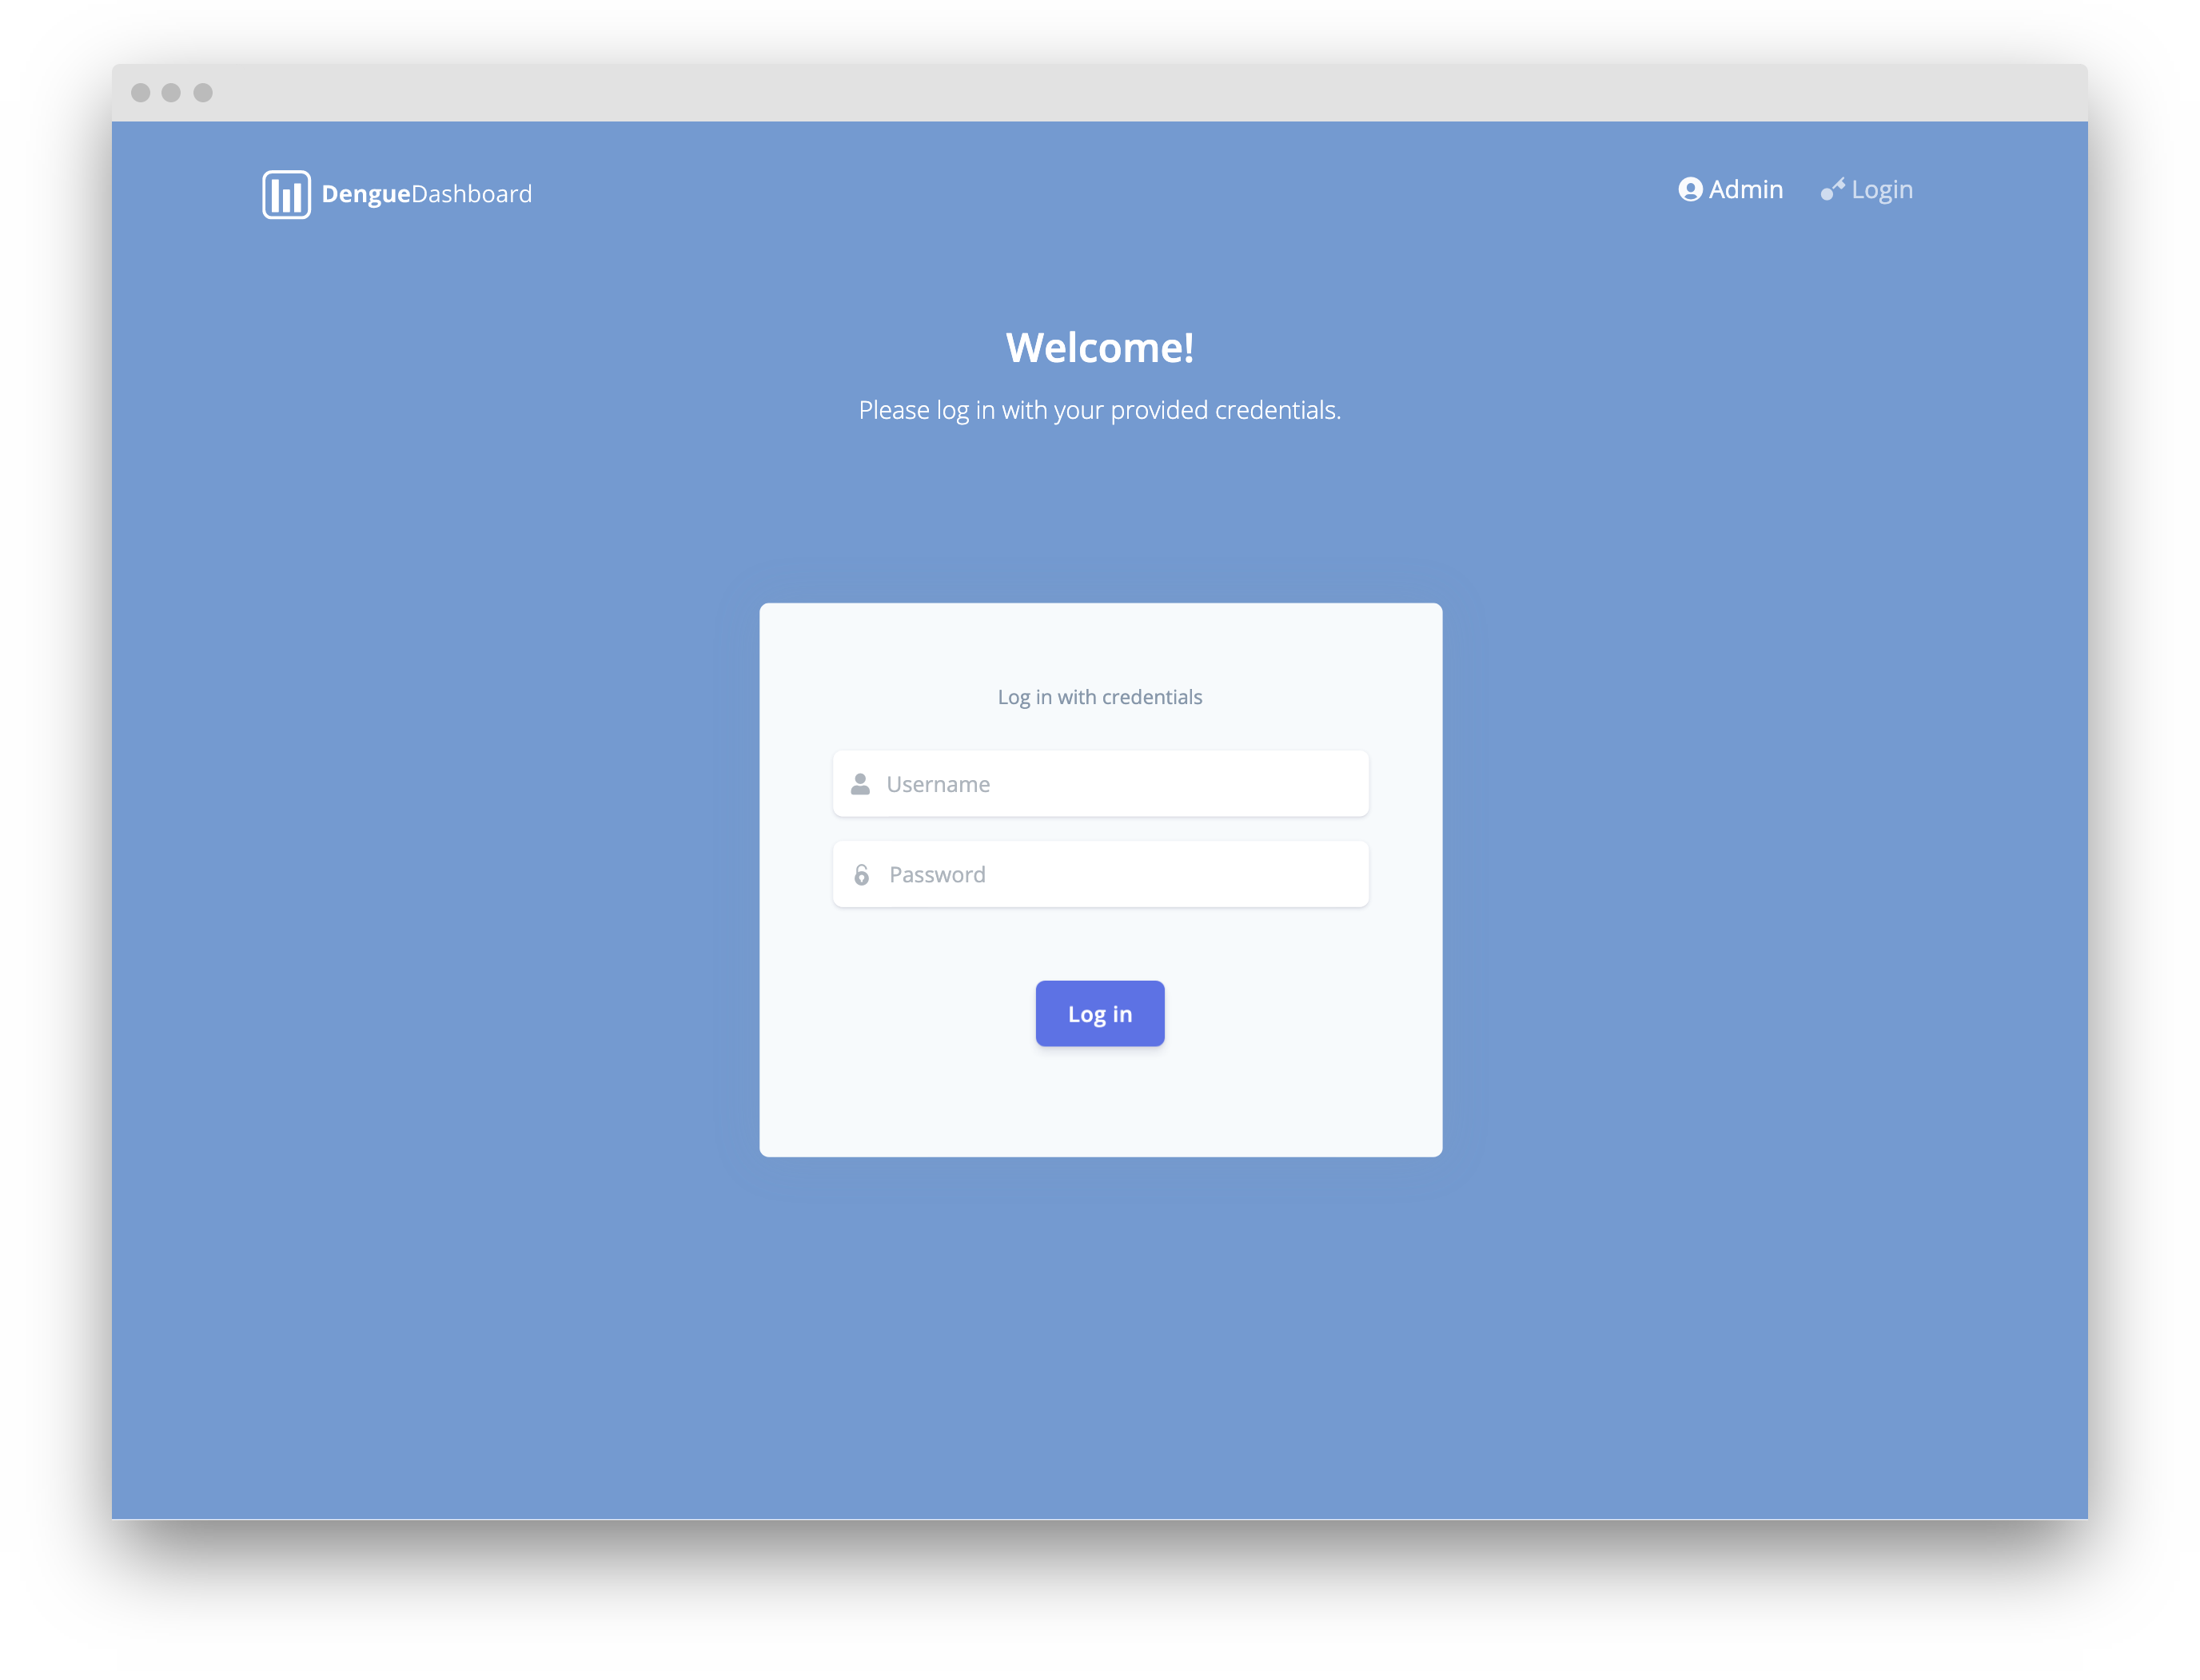 DengueDashboard
Admin
Login
Welcome!
Please log in with your provided credentials.
Log in with credentials
Username
Password
Log in